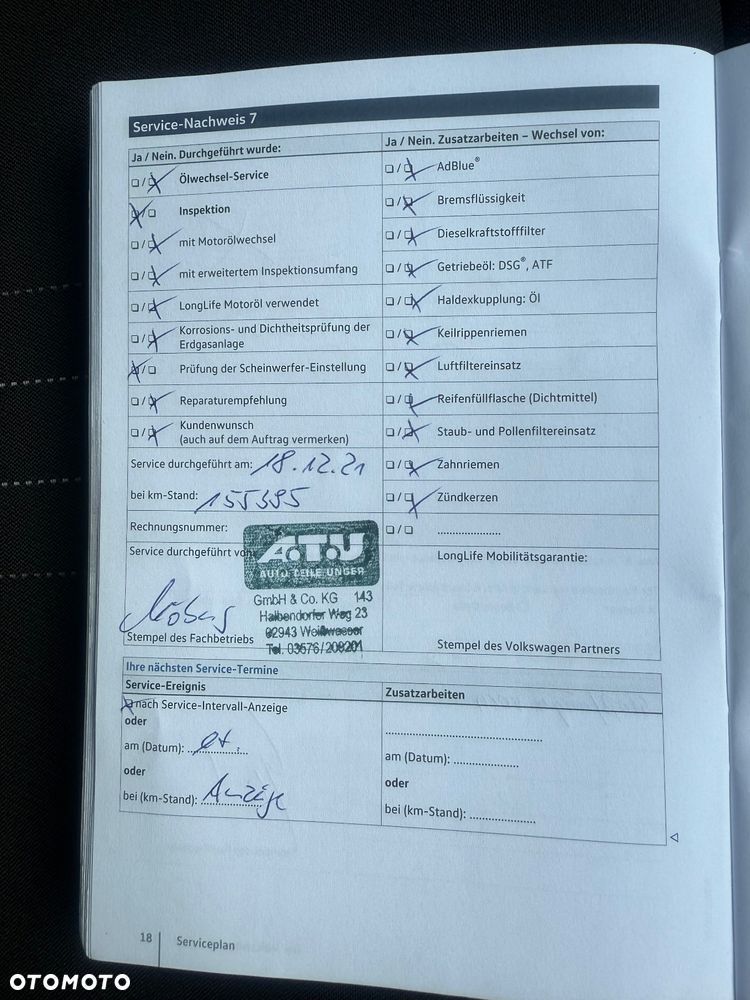 Service-Nachweis 7
Ja / Nein. Durchgeführt wurde:
Ja / Nein. Zusatzarbeiten – Wechsel von:
Ölwechsel-Service
Inspektion
mit Motorölwechsel
mit erweitertem Inspektionsumfang
LongLife Motoröl verwendet
Korrosions- und Dichtheitsprüfung der
Erdgasanlage
Prüfung der Scheinwerfer-Einstellung
Reparaturempfehlung
Kundenwunsch
(auch auf dem Auftrag vermerken)
AdBlue®
Bremsflüssigkeit
Dieselkraftstofffilter
Getriebeöl: DSG®, ATF
Haldexkupplung: Öl
Keilrippenriemen
Luftfiltereinsatz
Reifenfüllflasche (Dichtmittel)
Staub- und Pollenfiltereinsatz
Zahnriemen
Zündkerzen
....................
Service durchgeführt am: 18.12.21
bei km-Stand: 155395
Rechnungsnummer:
Service durchgeführt von:
A.T.U
AUTO-TEILE-UNGER
GmbH & Co. KG 143
Halbendorfer Weg 23
02943 Weißwasser
Tel. 03576/209201
Stempel des Fachbetriebs
LongLife Mobilitätsgarantie:
Stempel des Volkswagen Partners
Ihre nächsten Service-Termine
Service-Ereignis
nach Service-Intervall-Anzeige
oder
am (Datum):
oder
bei (km-Stand): Anzeige
Zusatzarbeiten
am (Datum): ....................
oder
bei (km-Stand): ....................
18 Serviceplan
OTOMOTO